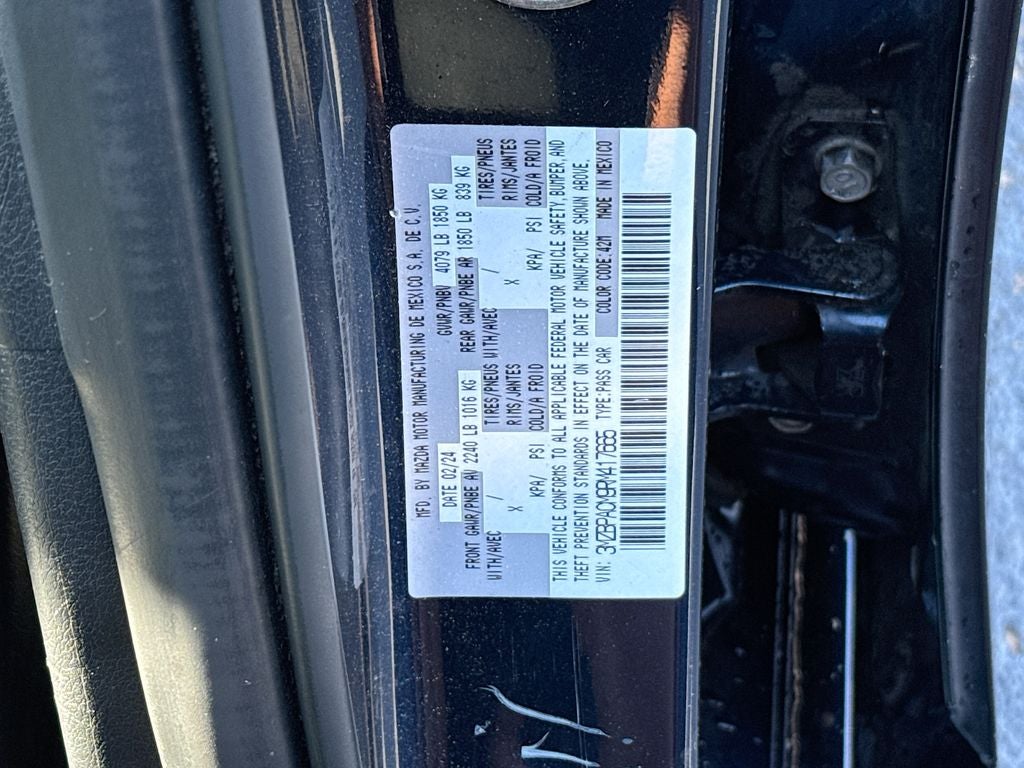 MFD. BY MAZDA MOTOR MANUFACTURING DE MEXICO S.A. DE C.V.
DATE 02/24 GVWR/PNBV 4079 LB 1850 KG
FRONT GAWR/PNBE AV 2240 LB 1016 KG REAR GAWR/PNBE AR 1850 LB 839 KG
WITH/AVEC / TIRES/PNEUS WITH/AVEC / TIRES/PNEUS
X RIMS/JANTES X RIMS/JANTES
KPA/ PSI COLD/A FROID KPA/ PSI COLD/A FROID
THIS VEHICLE CONFORMS TO ALL APPLICABLE FEDERAL MOTOR VEHICLE SAFETY, BUMPER, AND
THEFT PREVENTION STANDARDS IN EFFECT ON THE DATE OF MANUFACTURE SHOWN ABOVE.
VIN: 3MZBPACM9RM417666 TYPE:PASS CAR COLOR CODE:42M MADE IN MEXICO